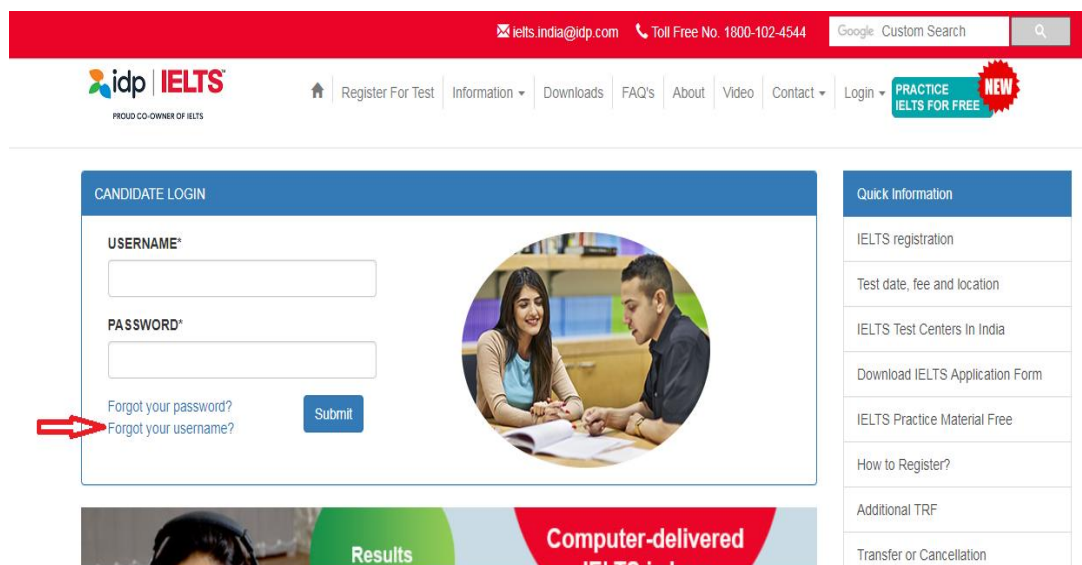 ielts.india@idp.com Toll Free No. 1800-102-4544 Google Custom Search
idp IELTS
PROUD CO-OWNER OF IELTS
Register For Test Information Downloads FAQ's About Video Contact Login PRACTICE IELTS FOR FREE NEW
CANDIDATE LOGIN
USERNAME*
PASSWORD*
Forgot your password?
Forgot your username?
Submit
Quick Information
IELTS registration
Test date, fee and location
IELTS Test Centers In India
Download IELTS Application Form
IELTS Practice Material Free
How to Register?
Additional TRF
Transfer or Cancellation
Results
Computer-delivered